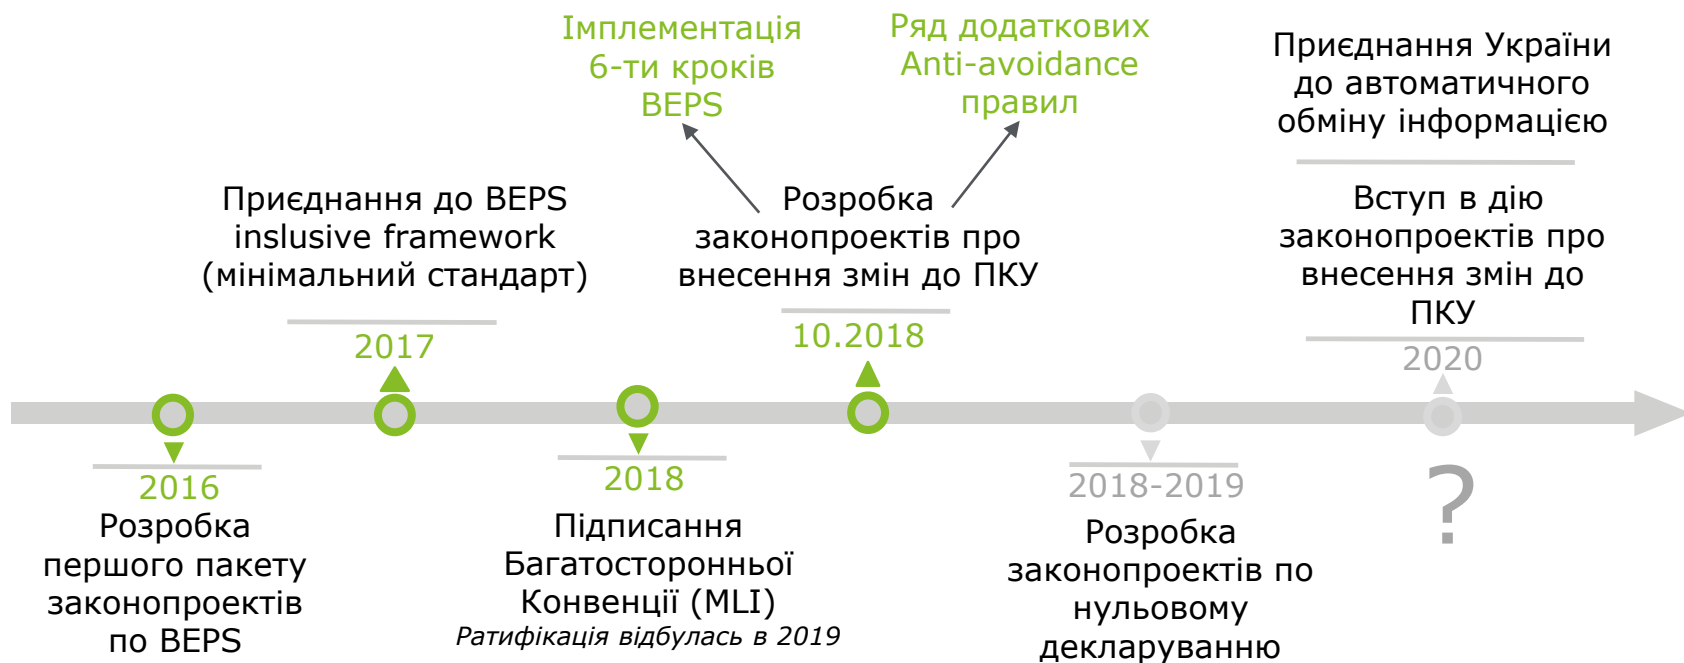 Імплементація
6-ти кроків
BEPS
Ряд додаткових
Anti-avoidance
правил
Приєднання України
до автоматичного
обміну інформацією
Приєднання до BEPS
inslusive framework
(мінімальний стандарт)
2017
Розробка
законопроектів про
внесення змін до ПКУ
10.2018
Вступ в дію
законопроектів про
внесення змін до
ПКУ
2020
2016
Розробка
першого пакету
законопроектів
по BEPS
2018
Підписання
Багатосторонньої
Конвенції (MLI)
Ратифікація відбулась в 2019
2018-2019
Розробка
законопроектів по
нульовому
декларуванню
?